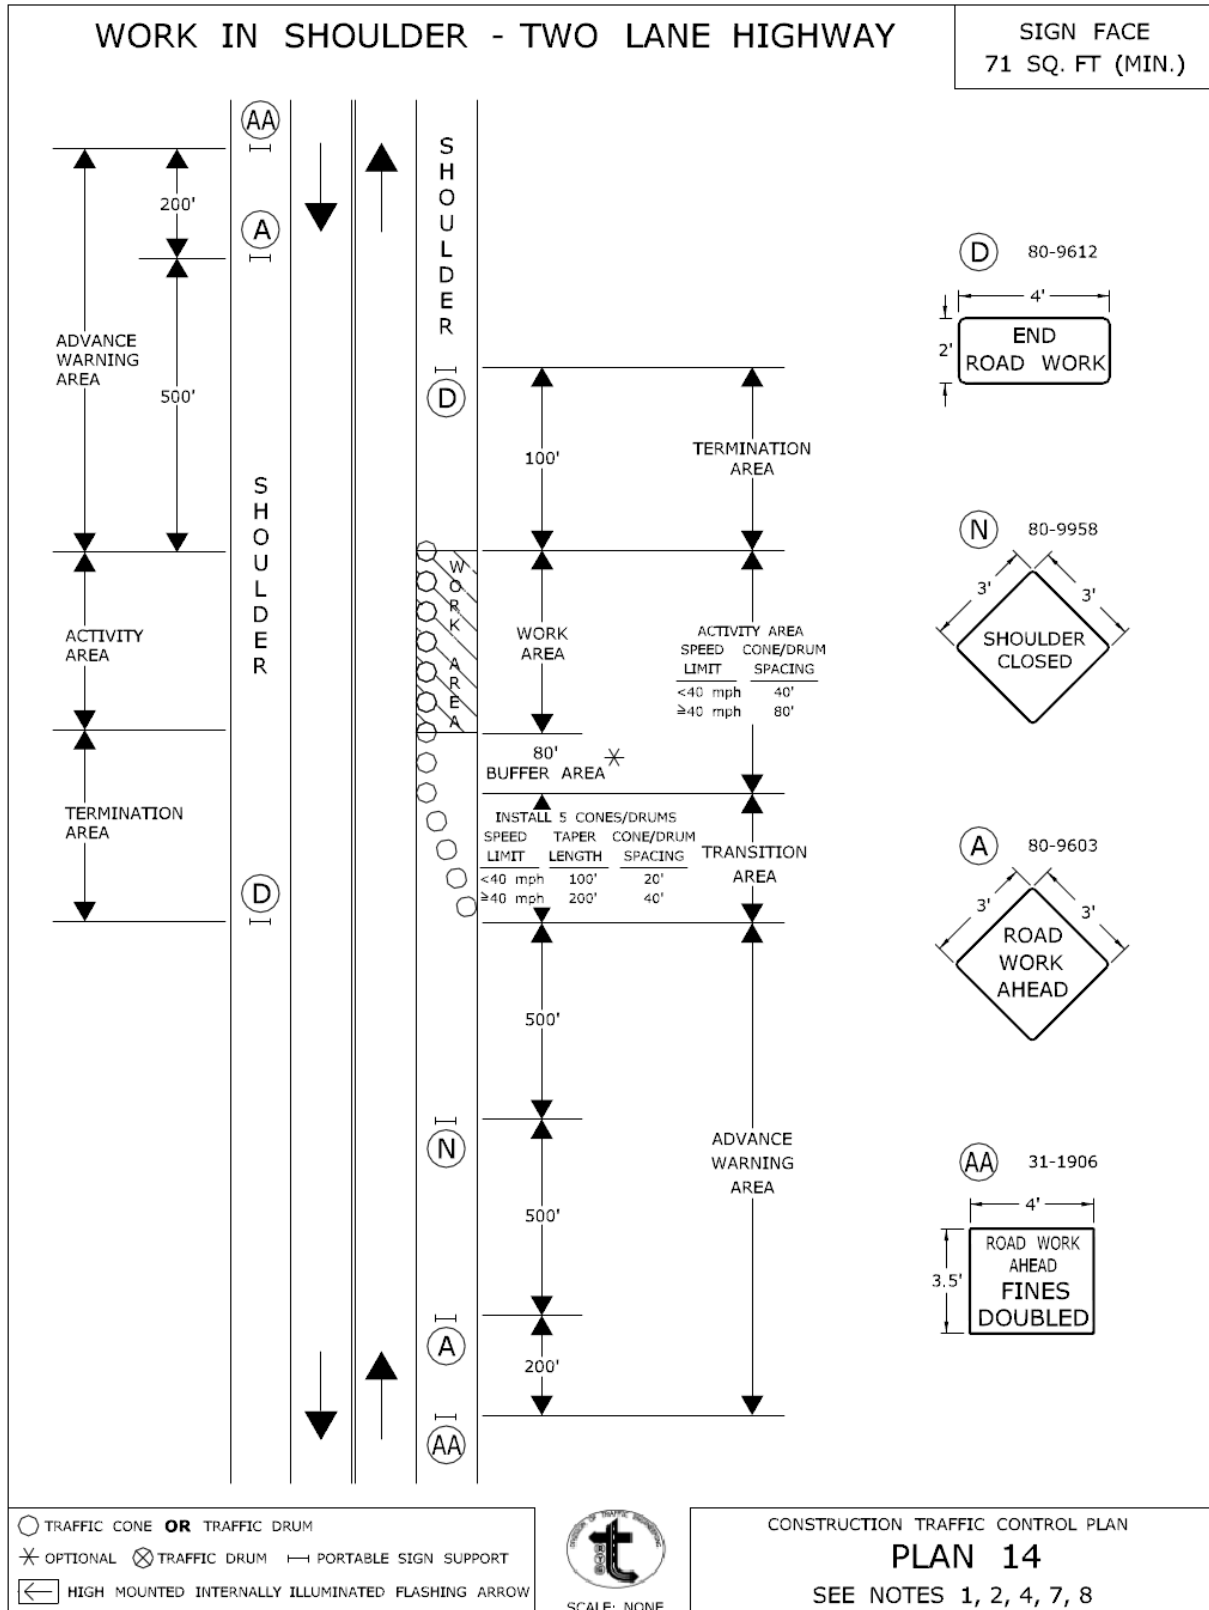 WORK IN SHOULDER - TWO LANE HIGHWAY
SIGN FACE
71 SQ. FT (MIN.)
AA
200'
A
ADVANCE
WARNING
AREA
500'
SHOULDER
ACTIVITY
AREA
TERMINATION
AREA
D
SHOULDER
D
100'
TERMINATION
AREA
WORK AREA
WORK
AREA
ACTIVITY AREA
SPEED CONE/DRUM
LIMIT SPACING
<40 mph 40'
≥40 mph 80'
80'
BUFFER AREA *
INSTALL 5 CONES/DRUMS
SPEED TAPER CONE/DRUM
LIMIT LENGTH SPACING
<40 mph 100' 20'
≥40 mph 200' 40'
TRANSITION
AREA
500'
N
500'
ADVANCE
WARNING
AREA
A
200'
AA
D 80-9612
4'
2'
END
ROAD WORK
N 80-9958
3' 3'
SHOULDER
CLOSED
A 80-9603
3' 3'
ROAD
WORK
AHEAD
AA 31-1906
4'
3.5'
ROAD WORK
AHEAD
FINES
DOUBLED
TRAFFIC CONE OR TRAFFIC DRUM
* OPTIONAL TRAFFIC DRUM PORTABLE SIGN SUPPORT
HIGH MOUNTED INTERNALLY ILLUMINATED FLASHING ARROW
SCALE: NONE
CONSTRUCTION TRAFFIC CONTROL PLAN
PLAN 14
SEE NOTES 1, 2, 4, 7, 8